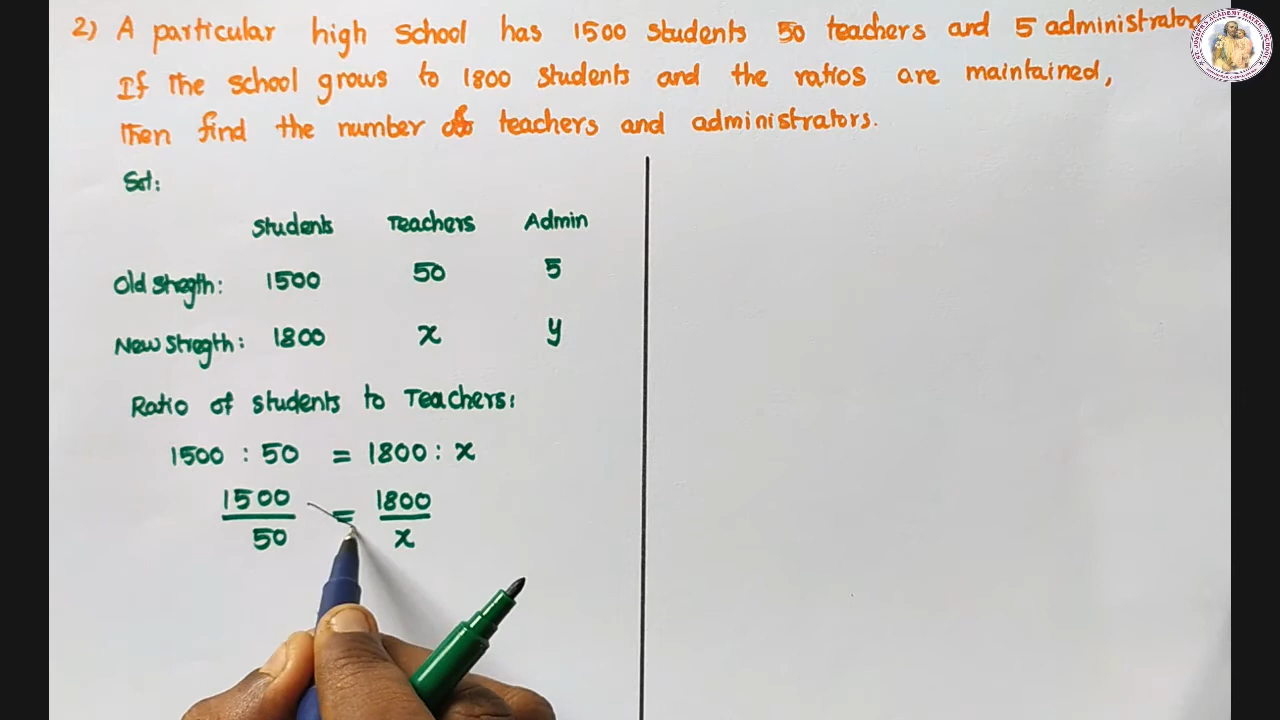 2) A particular high school has 1500 students 50 teachers and 5 administrators
If the school grows to 1800 students and the ratios are maintained,
then find the number of teachers and administrators.
Sol:
Students Teachers Admin
Old Stregth: 1500 50 5
New Stregth: 1800 x y
Ratio of students to Teachers:
1500 : 50 = 1800 : x
1500/50 = 1800/x